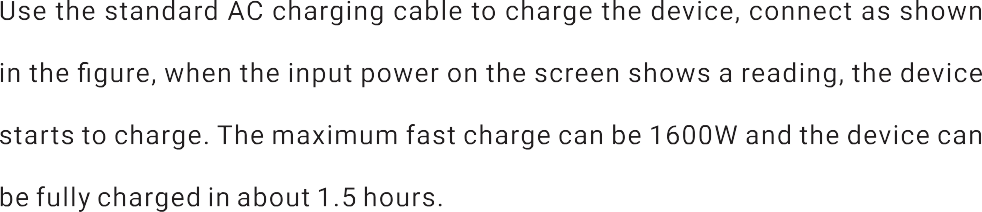 Use the standard AC charging cable to charge the device, connect as shown
in the figure, when the input power on the screen shows a reading, the device
starts to charge. The maximum fast charge can be 1600W and the device can
be fully charged in about 1.5 hours.